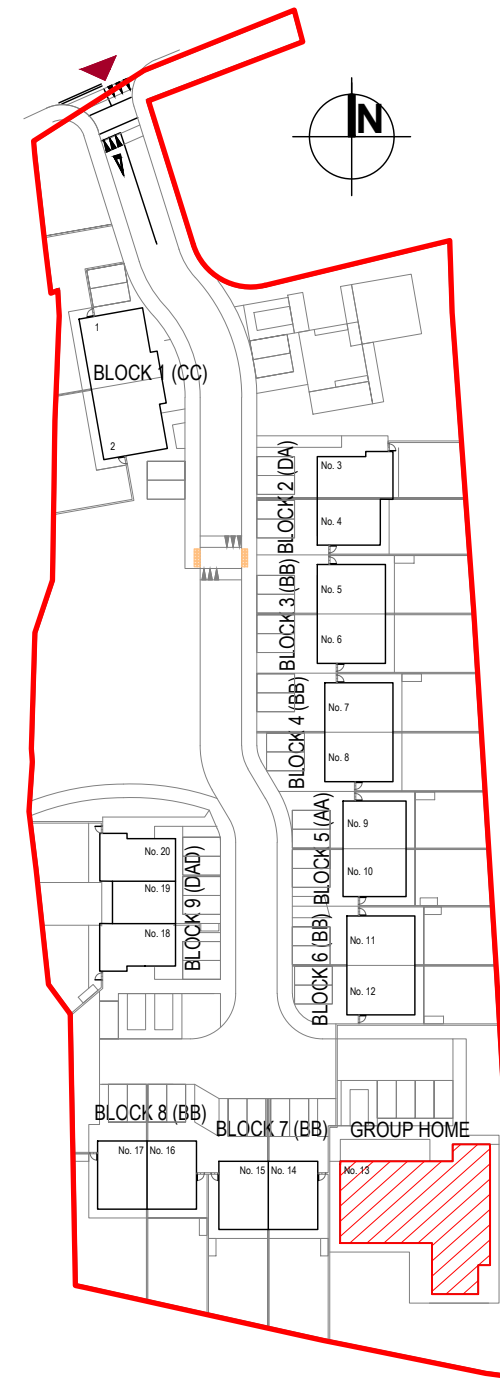 N
1
BLOCK 1 (CC)
2
BLOCK 2 (DA)
No. 3
No. 4
BLOCK 3 (BB)
No. 5
No. 6
BLOCK 4 (BB)
No. 7
No. 8
BLOCK 5 (AA)
No. 9
No. 10
BLOCK 6 (BB)
No. 11
No. 12
No. 20
No. 19
No. 18
BLOCK 9 (DAD)
BLOCK 8 (BB)
No. 17
No. 16
BLOCK 7 (BB)
No. 15
No. 14
GROUP HOME
No. 13